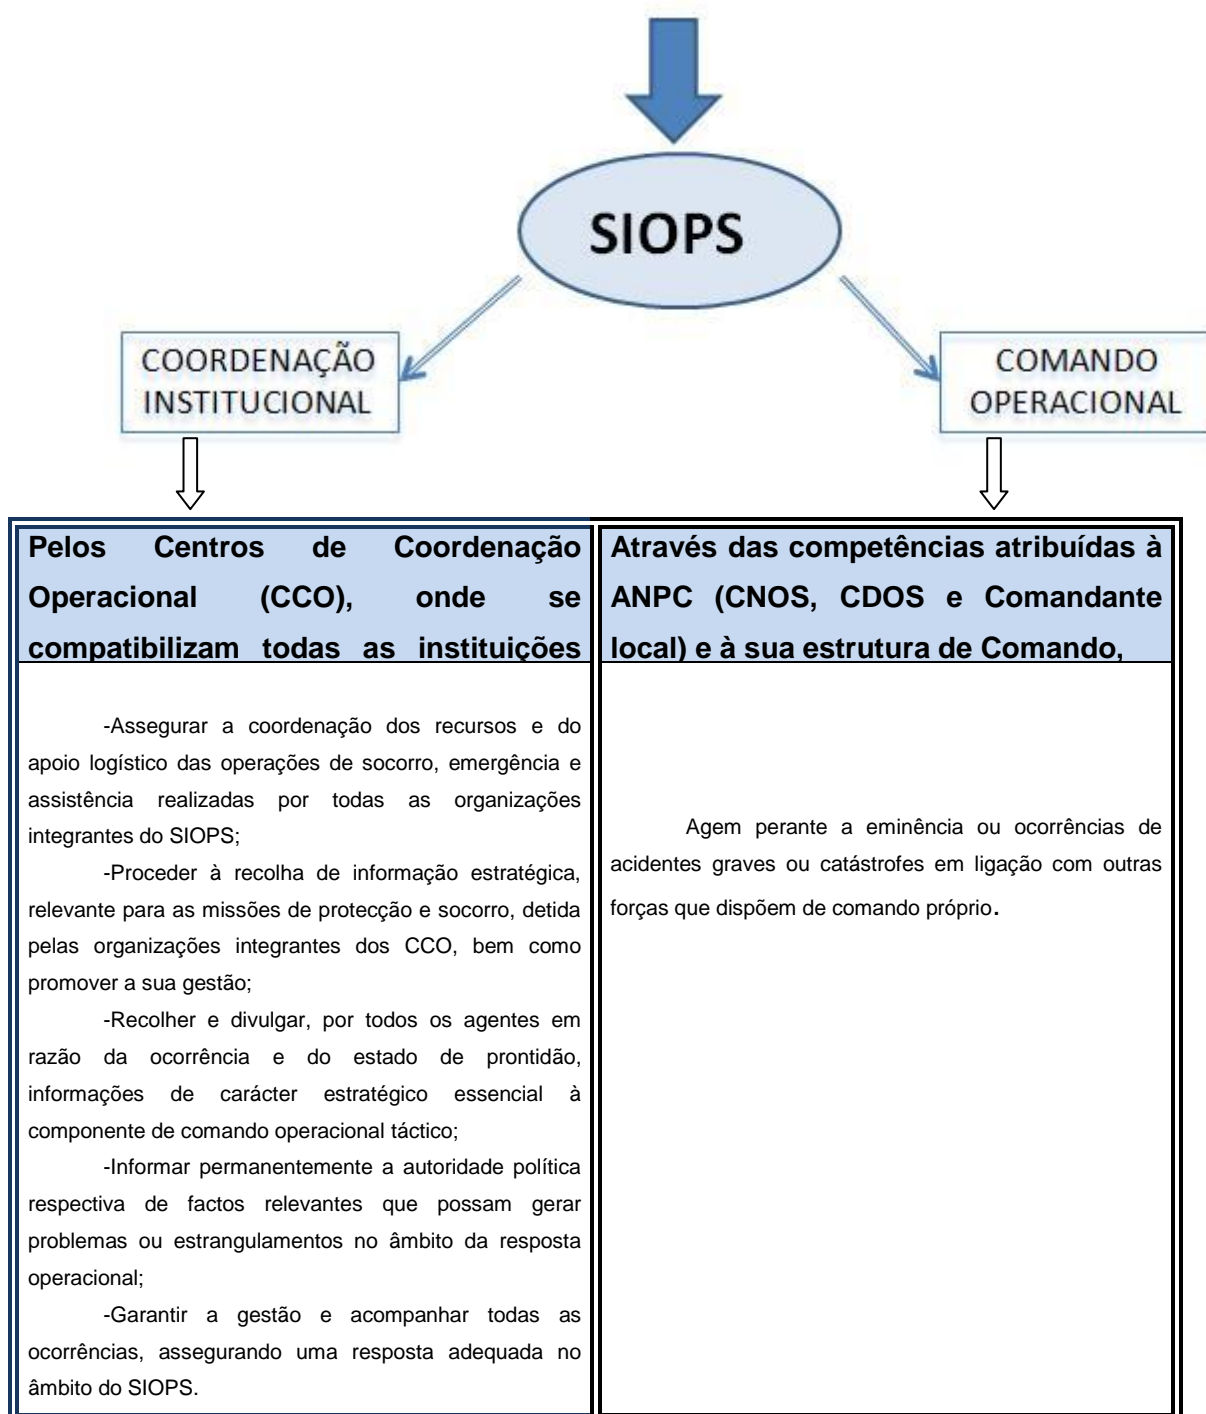 SIOPS
COORDENAÇÃO
INSTITUCIONAL
COMANDO
OPERACIONAL
Pelos Centros de Coordenação
Operacional (CCO), onde se
compatibilizam todas as instituições
-Assegurar a coordenação dos recursos e do
apoio logístico das operações de socorro, emergência e
assistência realizadas por todas as organizações
integrantes do SIOPS;
-Proceder à recolha de informação estratégica,
relevante para as missões de protecção e socorro, detida
pelas organizações integrantes dos CCO, bem como
promover a sua gestão;
-Recolher e divulgar, por todos os agentes em
razão da ocorrência e do estado de prontidão,
informações de carácter estratégico essencial à
componente de comando operacional táctico;
-Informar permanentemente a autoridade política
respectiva de factos relevantes que possam gerar
problemas ou estrangulamentos no âmbito da resposta
operacional;
-Garantir a gestão e acompanhar todas as
ocorrências, assegurando uma resposta adequada no
âmbito do SIOPS.
Através das competências atribuídas à
ANPC (CNOS, CDOS e Comandante
local) e à sua estrutura de Comando,
Agem perante a eminência ou ocorrências de
acidentes graves ou catástrofes em ligação com outras
forças que dispõem de comando próprio.